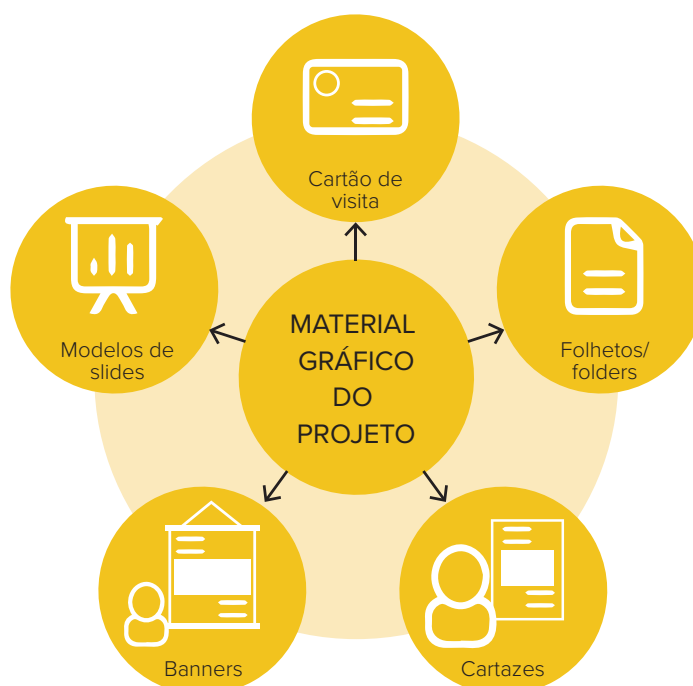 Cartão de
visita
Modelos de
slides
MATERIAL
GRÁFICO
DO
PROJETO
Folhetos/
folders
Banners
Cartazes